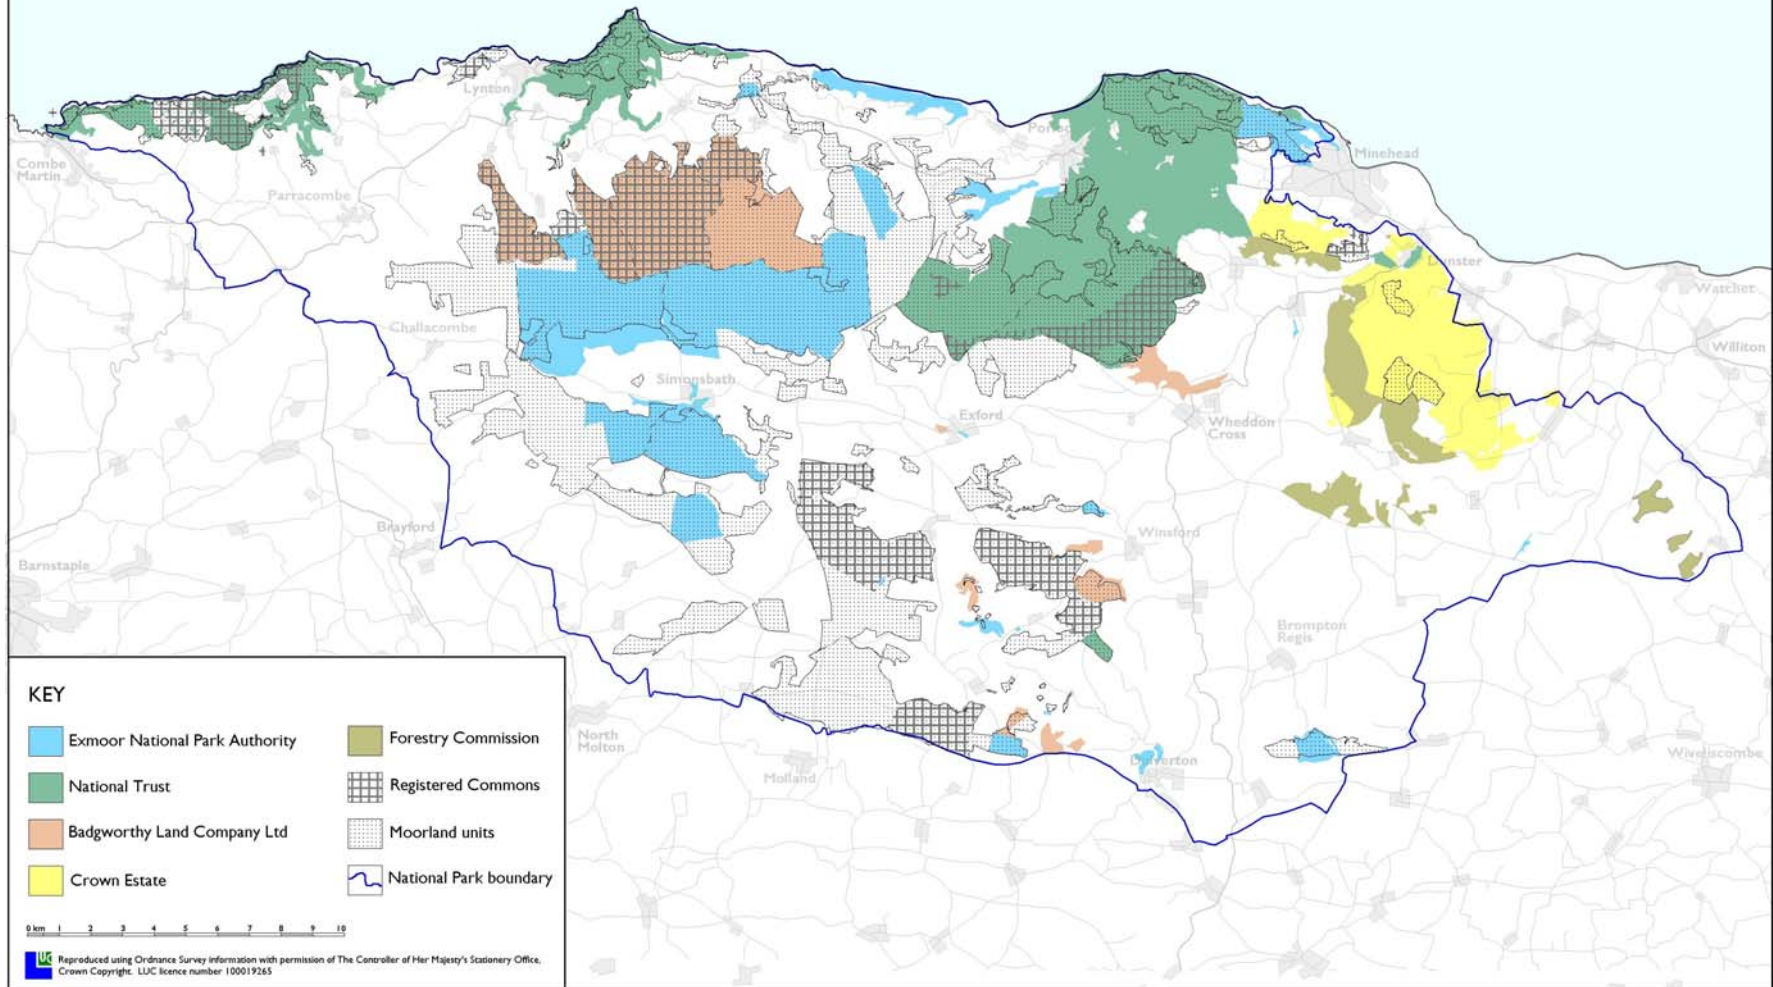 Lynton
Porlock
Minehead
Combe
Martin
Parracombe
Dunster
Watchet
Challacombe
Williton
Simonsbath
Exford
Wheddon
Cross
Brayford
Winsford
Barnstaple
Brompton
Regis
North
Molton
Molland
Dulverton
Wiveliscombe
KEY
Exmoor National Park Authority
National Trust
Badgworthy Land Company Ltd
Crown Estate
Forestry Commission
Registered Commons
Moorland units
National Park boundary
0 km 1 2 3 4 5 6 7 8 9 10
LUC
Reproduced using Ordnance Survey information with permission of The Controller of Her Majesty's Stationery Office,
Crown Copyright. LUC licence number 100019265